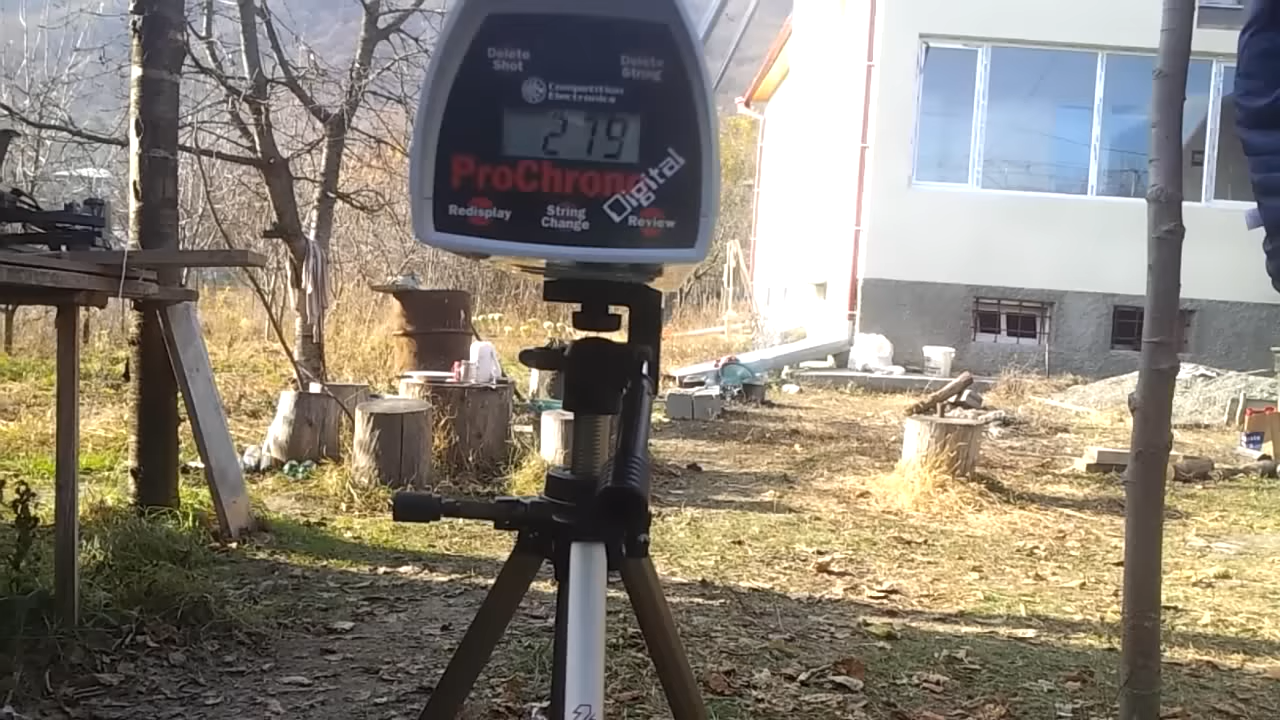 Delete Shot
Delete String
Competition Electronics
279
ProChrono
Digital
Redisplay
String Change
Review